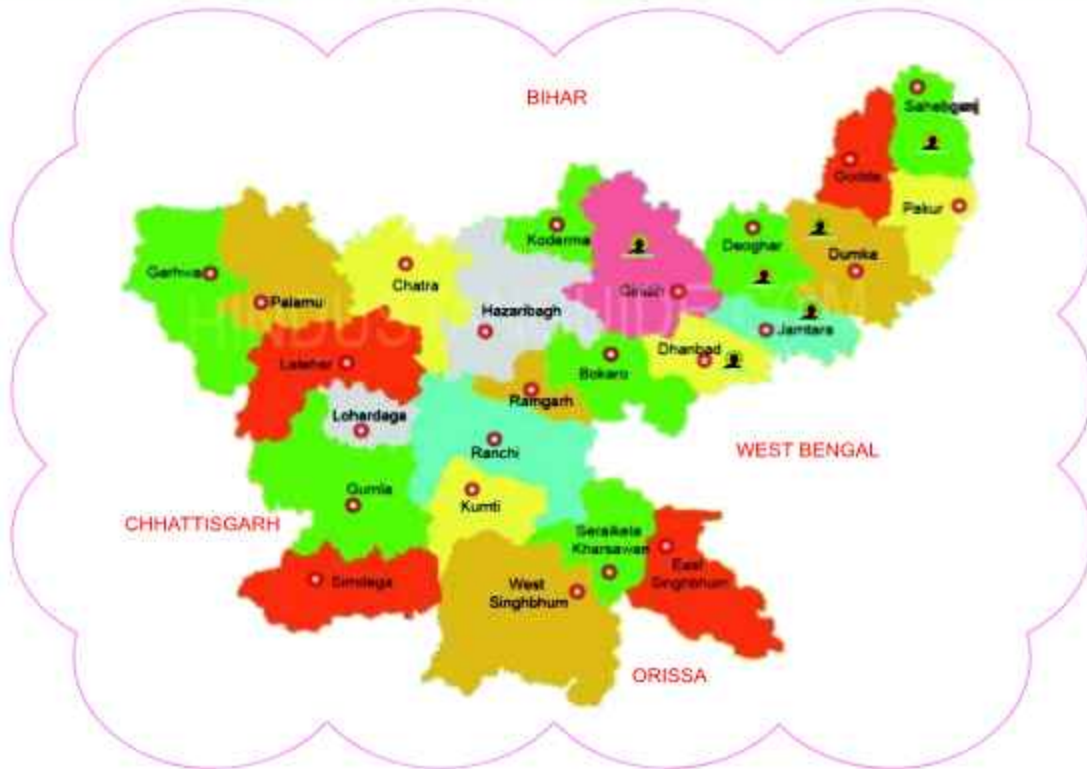 BIHAR
Sahebganj
Godda
Pakur
Koderma
Deoghar
Dumka
Garhwa
Palamu
Chatra
Giridih
Hazaribagh
Jamtara
Dhanbad
Latehar
Bokaro
Ramgarh
Lohardaga
Ranchi
WEST BENGAL
Gumla
Kumti
CHHATTISGARH
Seraikela
Kharsawan
East
Singhbhum
Simdega
West
Singhbhum
ORISSA